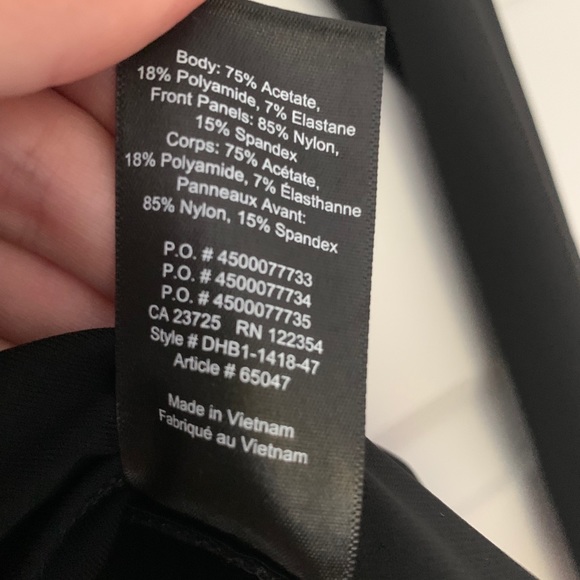 Body: 75% Acetate,
18% Polyamide, 7% Elastane
Front Panels: 85% Nylon,
15% Spandex
Corps: 75% Acétate,
18% Polyamide, 7% Élasthanne
Panneaux Avant:
85% Nylon, 15% Spandex
P.O. # 4500077733
P.O. # 4500077734
P.O. # 4500077735
CA 23725 RN 122354
Style # DHB1-1418-47
Article # 65047
Made in Vietnam
Fabriqué au Vietnam